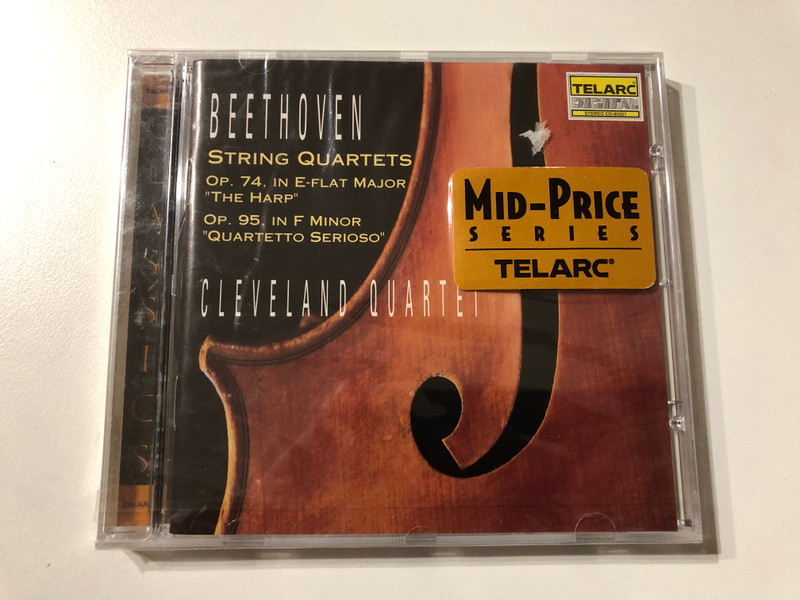 BEETHOVEN
STRING QUARTETS
OP. 74, IN E-FLAT MAJOR
"THE HARP"
OP. 95, IN F MINOR
"QUARTETTO SERIOSO"
CLEVELAND QUARTET
TELARC
DIGITAL
MID-PRICE
SERIES
TELARC®